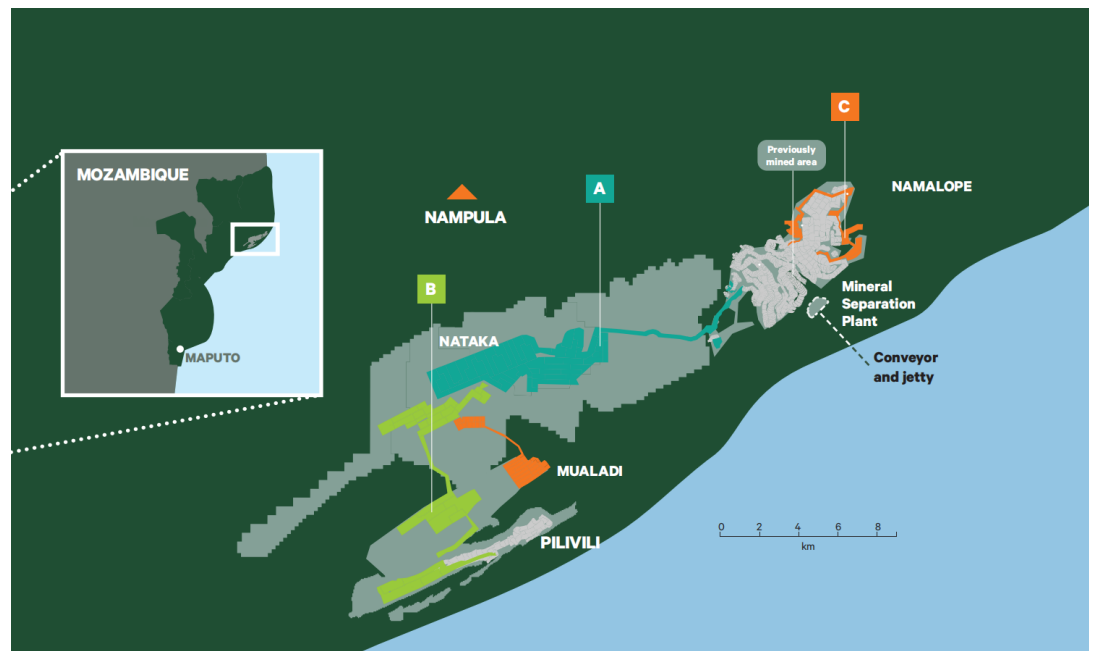 MOZAMBIQUE
MAPUTO
NAMPULA
A
B
C
Previously
mined area
NAMALOPE
Mineral
Separation
Plant
Conveyor
and jetty
NATAKA
MUALADI
PILIVILI
0 2 4 6 8
km